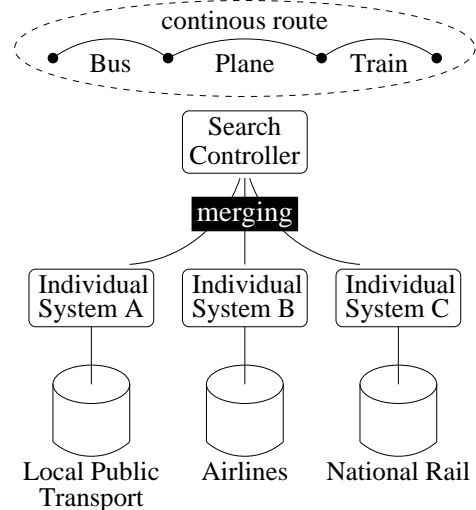 continous route
Bus Plane Train
Search
Controller
merging
Individual Individual Individual
System A System B System C
Local Public Airlines National Rail
Transport